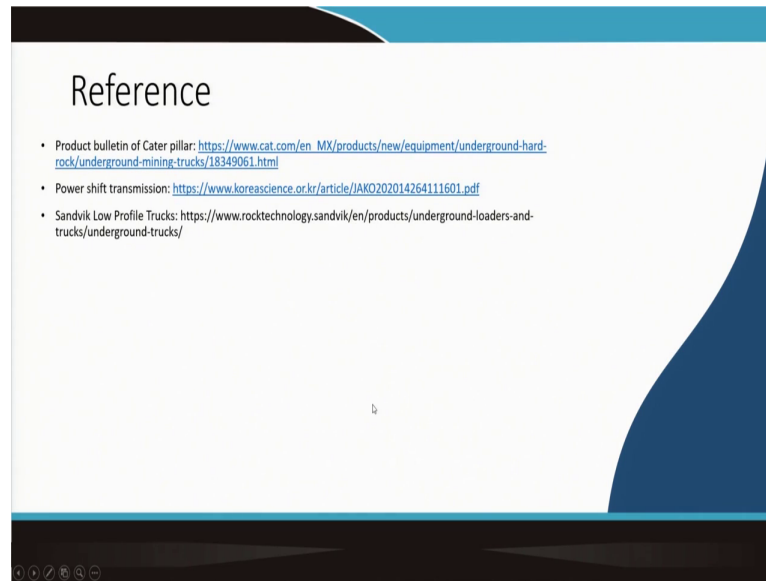 Reference
• Product bulletin of Cater pillar: https://www.cat.com/en_MX/products/new/equipment/underground-hard-
rock/underground-mining-trucks/18349061.html
• Power shift transmission: https://www.koreascience.or.kr/article/JAKO202014264111601.pdf
• Sandvik Low Profile Trucks: https://www.rocktechnology.sandvik/en/products/underground-loaders-and-
trucks/underground-trucks/